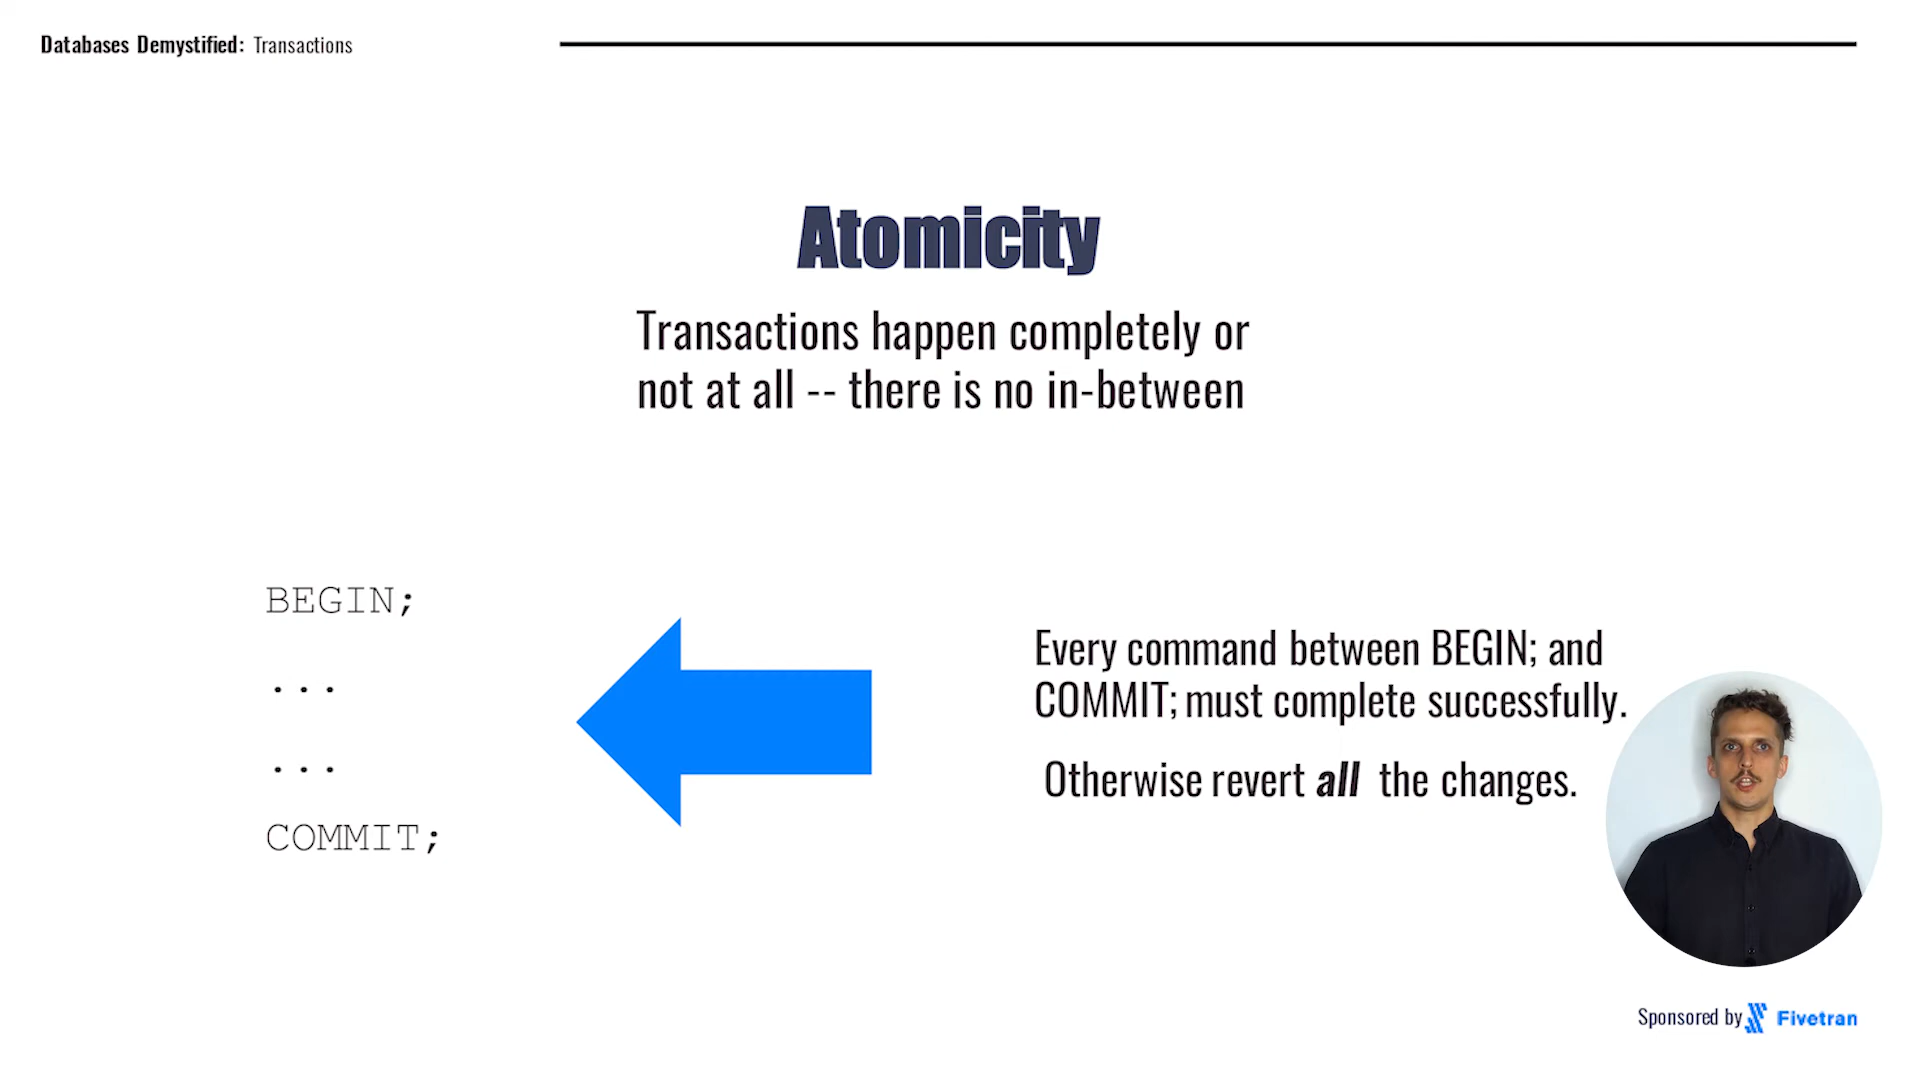 Databases Demystified: Transactions
Atomicity
Transactions happen completely or
not at all -- there is no in-between
BEGIN;
...
...
COMMIT;
Every command between BEGIN; and
COMMIT; must complete successfully.
Otherwise revert all the changes.
Sponsored by Fivetran